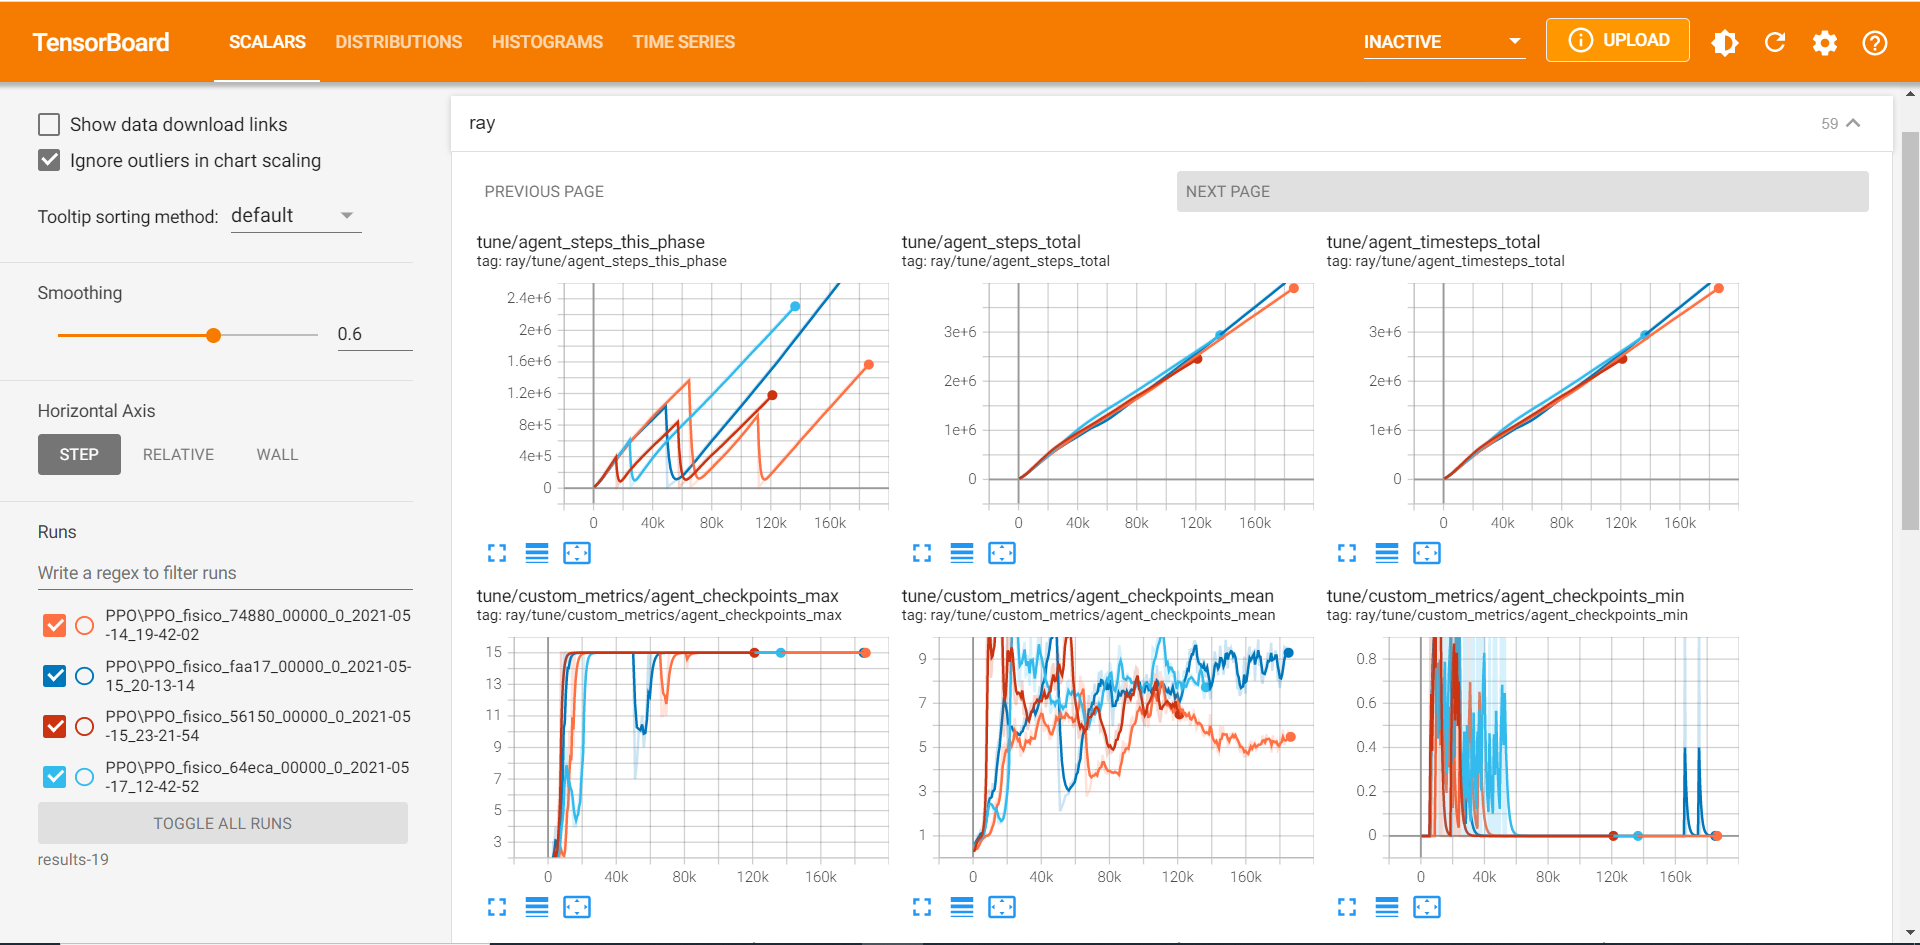 TensorBoard SCALARS DISTRIBUTIONS HISTOGRAMS TIME SERIES INACTIVE UPLOAD
Show data download links
Ignore outliers in chart scaling
Tooltip sorting method: default
Smoothing
0.6
Horizontal Axis
STEP RELATIVE WALL
Runs
Write a regex to filter runs
PPO\PPO_fisico_74880_00000_0_2021-05
-14_19-42-02
PPO\PPO_fisico_faa17_00000_0_2021-05-
15_20-13-14
PPO\PPO_fisico_56150_00000_0_2021-05
-15_23-21-54
PPO\PPO_fisico_64eca_00000_0_2021-05
-17_12-42-52
TOGGLE ALL RUNS
results-19
ray 59
PREVIOUS PAGE NEXT PAGE
tune/agent_steps_this_phase
tag: ray/tune/agent_steps_this_phase
2.4e+6
2e+6
1.6e+6
1.2e+6
8e+5
4e+5
0
0 40k 80k 120k 160k
tune/agent_steps_total
tag: ray/tune/agent_steps_total
3e+6
2e+6
1e+6
0
0 40k 80k 120k 160k
tune/agent_timesteps_total
tag: ray/tune/agent_timesteps_total
3e+6
2e+6
1e+6
0
0 40k 80k 120k 160k
tune/custom_metrics/agent_checkpoints_max
tag: ray/tune/custom_metrics/agent_checkpoints_max
15
13
11
9
7
5
3
0 40k 80k 120k 160k
tune/custom_metrics/agent_checkpoints_mean
tag: ray/tune/custom_metrics/agent_checkpoints_mean
9
7
5
3
1
0 40k 80k 120k 160k
tune/custom_metrics/agent_checkpoints_min
tag: ray/tune/custom_metrics/agent_checkpoints_min
0.8
0.6
0.4
0.2
0
0 40k 80k 120k 160k